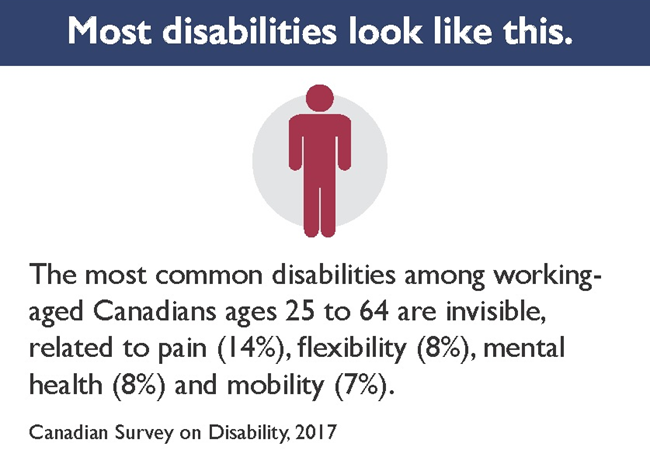 Most disabilities look like this.
The most common disabilities among working-
aged Canadians ages 25 to 64 are invisible,
related to pain (14%), flexibility (8%), mental
health (8%) and mobility (7%).
Canadian Survey on Disability, 2017